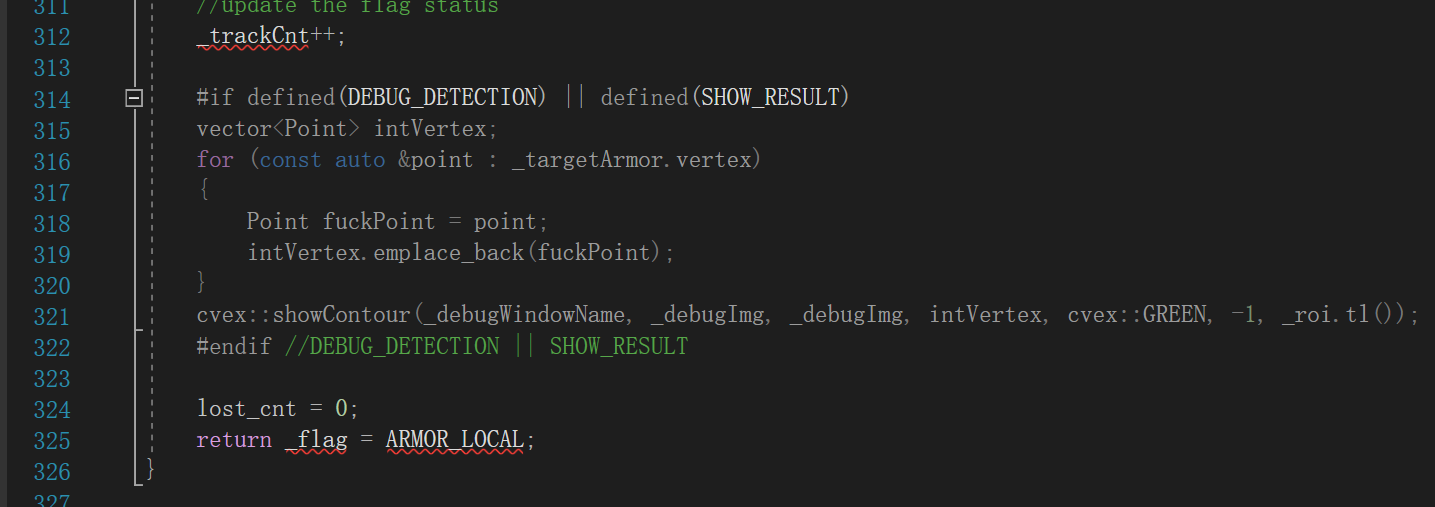 311 //update the flag status
312 _trackCnt++;
313
314 #if defined(DEBUG_DETECTION) || defined(SHOW_RESULT)
315 vector<Point> intVertex;
316 for (const auto &point : _targetArmor.vertex)
317 {
318 Point fuckPoint = point;
319 intVertex.emplace_back(fuckPoint);
320 }
321 cvex::showContour(_debugWindowName, _debugImg, _debugImg, intVertex, cvex::GREEN, -1, _roi.tl());
322 #endif //DEBUG_DETECTION || SHOW_RESULT
323
324 lost_cnt = 0;
325 return _flag = ARMOR_LOCAL;
326 }
327